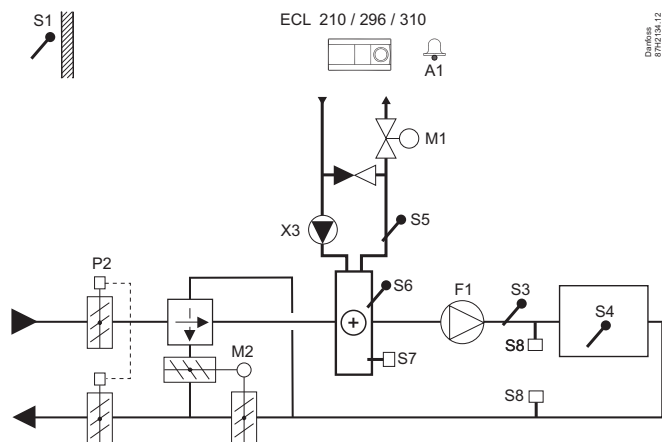 S1
ECL 210 / 296 / 310
A1
Danfoss
87H2134.12
M1
X3
S5
P2
S6
F1
S3
S4
M2
S7
S8
S8